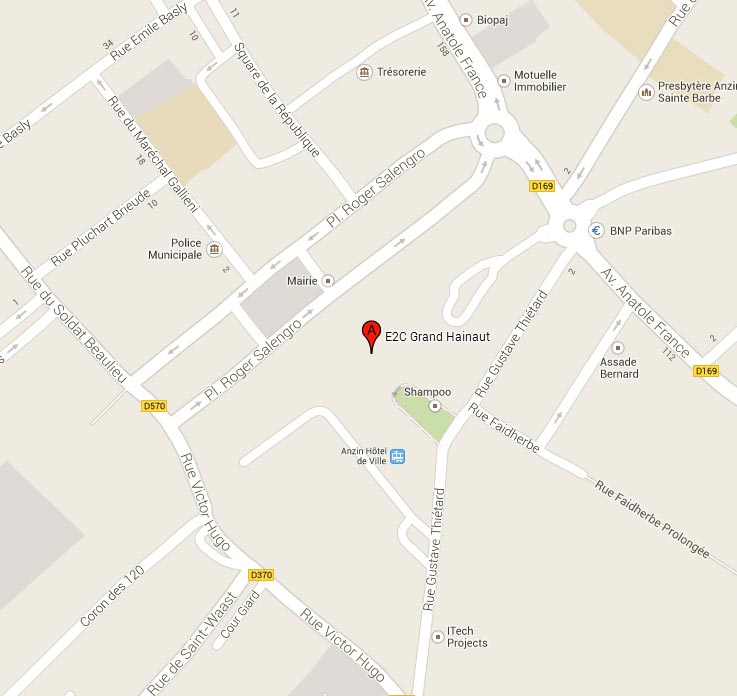 Rue Emile Basly
34
10
11
Av. Anatole France
158
Biopaj
Square de la République
Trésorerie
Motuelle
Immobilier
Presbytère Anzin
Sainte Barbe
Basly
Rue du Maréchal Gallieni
18
2
Rue Pluchart Brieude
10
1
Pl. Roger Salengro
D169
2
BNP Paribas
€
Police
Municipale
Mairie
Rue du Soldat Beaulieu
Pl. Roger Salengro
A
E2C Grand Hainaut
2
Av. Anatole France
112
2
D169
Rue Gustave Thiétard
Assade
Bernard
D570
Shampoo
Rue Faidherbe
Anzin Hôtel
de Ville
Rue Victor Hugo
Rue Faidherbe Prolongée
Rue Gustave Thiétard
D370
Coron des 120
Rue de Saint-Waast
Cour Giard
Rue Victor Hugo
ITech
Projects